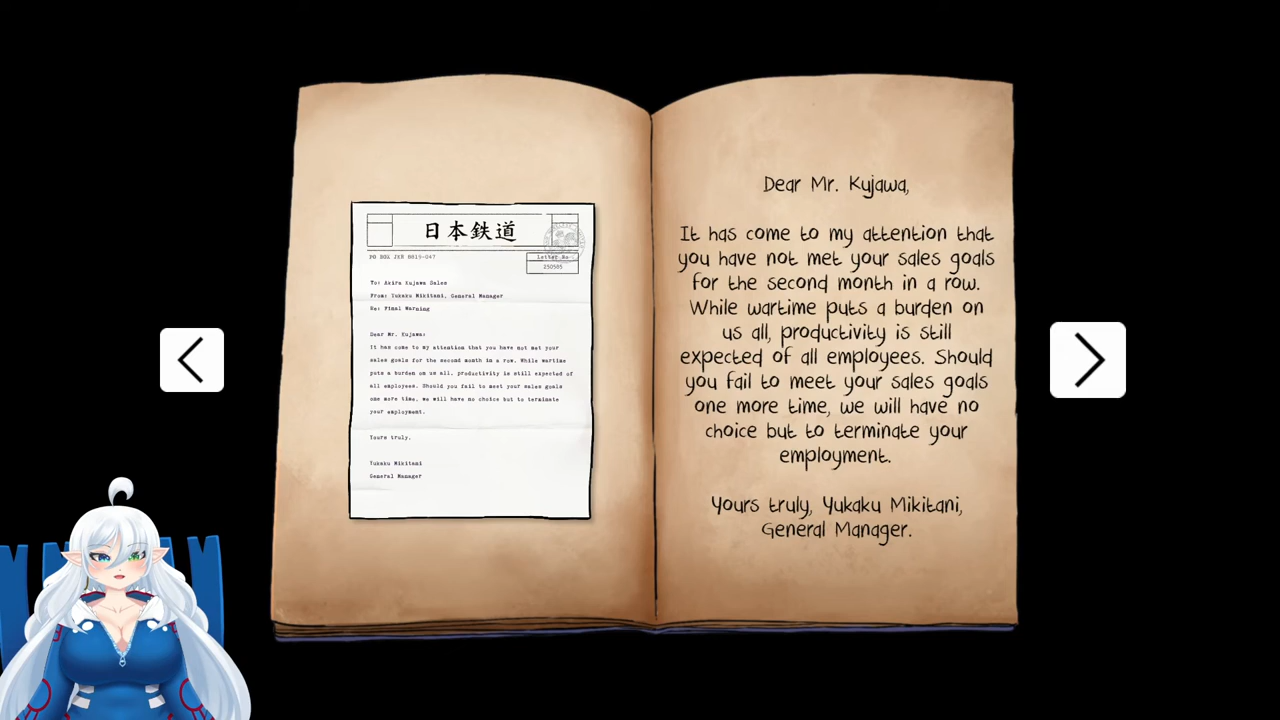 日本鉄道
PO BOX JXR 8815-047
Letter No
250585
To: Akira Kujawa Sales
From: Yukaku Mikitani, General Manager
Re: Final Warning
Dear Mr. Kujawa:
It has come to my attention that you have not met your
sales goals for the second month in a row. While wartime
puts a burden on us all, productivity is still expected of
all employees. Should you fail to meet your sales goals
one more time, we will have no choice but to terminate
your employment.
Yours truly,
Yukaku Mikitani
General Manager
Dear Mr. Kujawa,
It has come to my attention that
you have not met your sales goals
for the second month in a row.
While wartime puts a burden on
us all, productivity is still
expected of all employees. Should
you fail to meet your sales goals
one more time, we will have no
choice but to terminate your
employment.
Yours truly, Yukaku Mikitani,
General Manager.